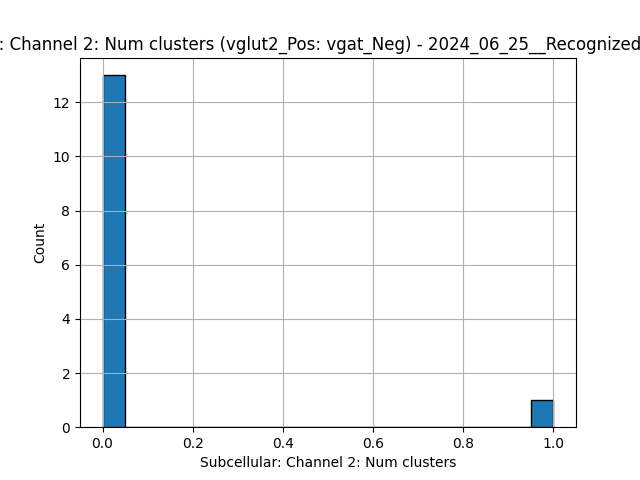 : Channel 2: Num clusters (vglut2_Pos: vgat_Neg) - 2024_06_25__Recognized
12
10
8
6
4
2
0
Count
0.0 0.2 0.4 0.6 0.8 1.0
Subcellular: Channel 2: Num clusters